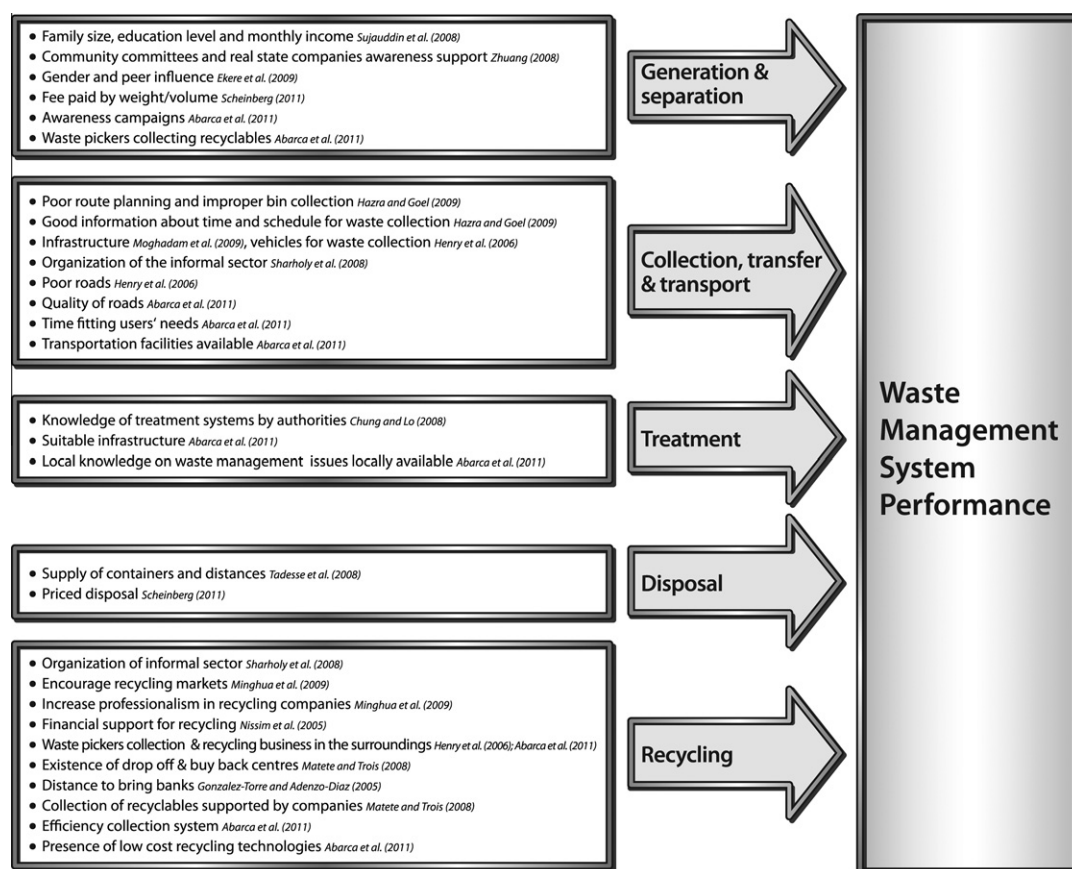 • Family size, education level and monthly income Sujauddin et al. (2008)
• Community committees and real state companies awareness support Zhuang (2008)
• Gender and peer influence Ekere et al. (2009)
• Fee paid by weight/volume Scheinberg (2011)
• Awareness campaigns Abarca et al. (2011)
• Waste pickers collecting recyclables Abarca et al. (2011)
Generation &
separation
• Poor route planning and improper bin collection Hazra and Goel (2009)
• Good information about time and schedule for waste collection Hazra and Goel (2009)
• Infrastructure Moghadam et al. (2009), vehicles for waste collection Henry et al. (2006)
• Organization of the informal sector Sharholy et al. (2008)
• Poor roads Henry et al. (2006)
• Quality of roads Abarca et al. (2011)
• Time fitting users' needs Abarca et al. (2011)
• Transportation facilities available Abarca et al. (2011)
Collection, transfer
& transport
• Knowledge of treatment systems by authorities Chung and Lo (2008)
• Suitable infrastructure Abarca et al. (2011)
• Local knowledge on waste management issues locally available Abarca et al. (2011)
Treatment
• Supply of containers and distances Tadesse et al. (2008)
• Priced disposal Scheinberg (2011)
Disposal
• Organization of informal sector Sharholy et al. (2008)
• Encourage recycling markets Minghua et al. (2009)
• Increase professionalism in recycling companies Minghua et al. (2009)
• Financial support for recycling Nissim et al. (2005)
• Waste pickers collection & recycling business in the surroundings Henry et al. (2006); Abarca et al. (2011)
• Existence of drop off & buy back centres Matete and Trois (2008)
• Distance to bring banks Gonzalez-Torre and Adenzo-Diaz (2005)
• Collection of recyclables supported by companies Matete and Trois (2008)
• Efficiency collection system Abarca et al. (2011)
• Presence of low cost recycling technologies Abarca et al. (2011)
Recycling
Waste
Management
System
Performance